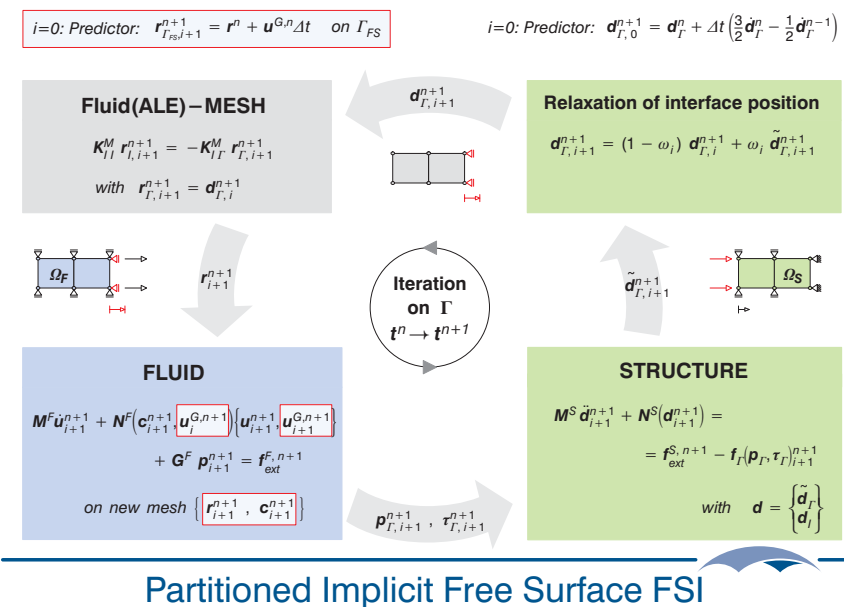 i=0: Predictor: r^{n+1}_{Γ_{FS},i+1} = r^n + u^{G,n}Δt on Γ_{FS}
i=0: Predictor: d^{n+1}_{Γ,0} = d^n_Γ + Δt (3/2 ḋ^n_Γ − 1/2 ḋ^{n−1}_Γ)
Fluid(ALE)–MESH
K^M_{II} r^{n+1}_{I,i+1} = −K^M_{IΓ} r^{n+1}_{Γ,i+1}
with r^{n+1}_{Γ,i+1} = d^{n+1}_{Γ,i}
d^{n+1}_{Γ,i+1}
Relaxation of interface position
d^{n+1}_{Γ,i+1} = (1 − ω_i) d^{n+1}_{Γ,i} + ω_i d̃^{n+1}_{Γ,i+1}
Ω_F
r^{n+1}_{i+1}
Iteration
on Γ
t^n → t^{n+1}
d̃^{n+1}_{Γ,i+1}
Ω_S
FLUID
M^F u̇^{n+1}_{i+1} + N^F(c^{n+1}_{i+1}, u^{G,n+1}_i){u^{n+1}_{i+1}, u^{G,n+1}_{i+1}}
+ G^F p^{n+1}_{i+1} = f^{F,n+1}_{ext}
on new mesh { r^{n+1}_{i+1} , c^{n+1}_{i+1} }
p^{n+1}_{Γ,i+1} , τ^{n+1}_{Γ,i+1}
STRUCTURE
M^S d̈^{n+1}_{i+1} + N^S(d^{n+1}_{i+1}) =
= f^{S,n+1}_{ext} − f_Γ(p_Γ, τ_Γ)^{n+1}_{i+1}
with d = {d̃_Γ
d_I}
Partitioned Implicit Free Surface FSI